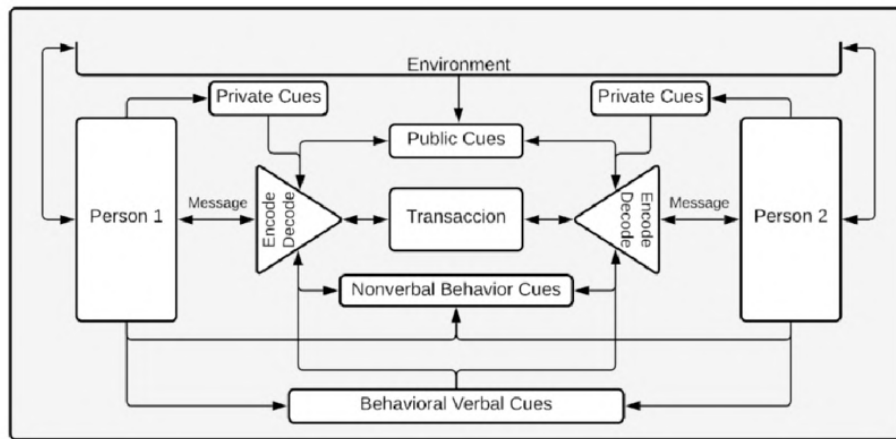 Environment
Private Cues
Private Cues
Public Cues
Person 1
Message
Encode
Decode
Transaccion
Encode
Decode
Message
Person 2
Nonverbal Behavior Cues
Behavioral Verbal Cues